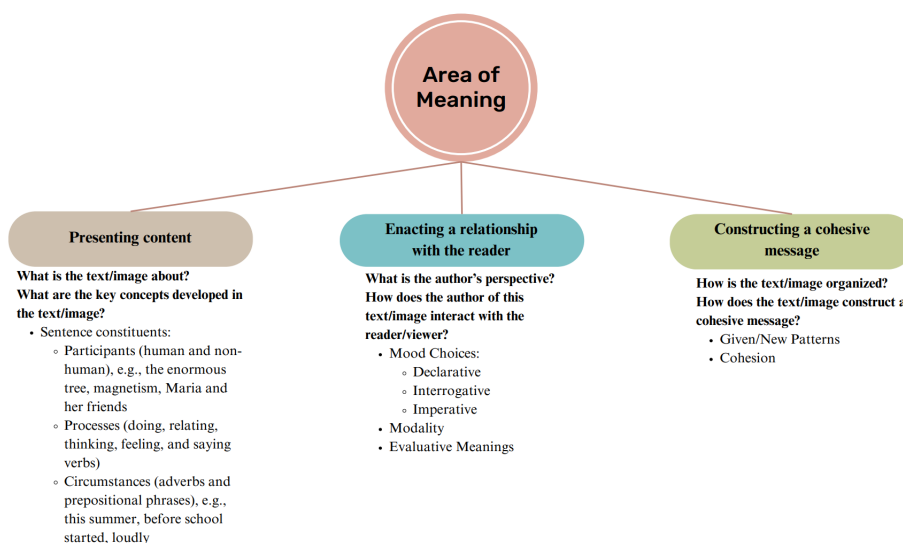 Area of
Meaning
Presenting content
What is the text/image about?
What are the key concepts developed in
the text/image?
• Sentence constituents:
◦ Participants (human and non-
human), e.g., the enormous
tree, magnetism, Maria and
her friends
◦ Processes (doing, relating,
thinking, feeling, and saying
verbs)
◦ Circumstances (adverbs and
prepositional phrases), e.g.,
this summer, before school
started, loudly
Enacting a relationship
with the reader
What is the author’s perspective?
How does the author of this
text/image interact with the
reader/viewer?
• Mood Choices:
◦ Declarative
◦ Interrogative
◦ Imperative
• Modality
• Evaluative Meanings
Constructing a cohesive
message
How is the text/image organized?
How does the text/image construct a
cohesive message?
• Given/New Patterns
• Cohesion